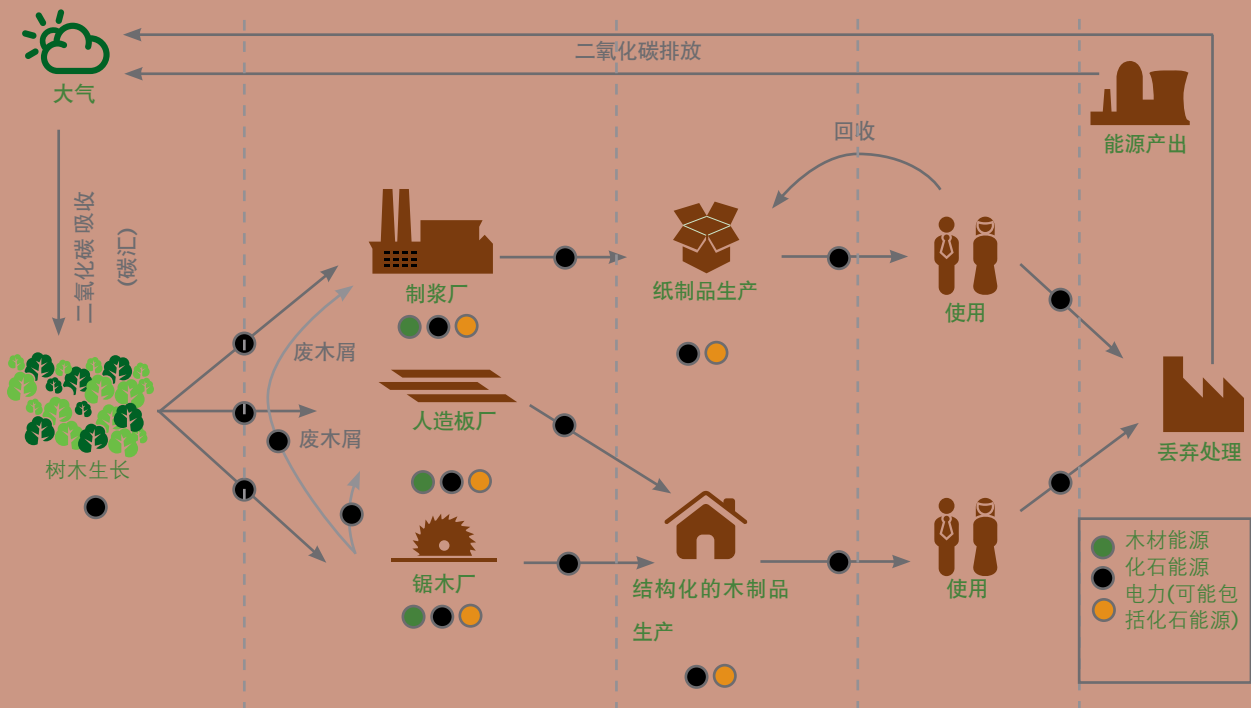 二氧化碳排放
大气
能源产出
回收
二氧化碳 吸收
(碳汇)
制浆厂
纸制品生产
使用
废木屑
人造板厂
废木屑
树木生长
丢弃处理
锯木厂
结构化的木制品
生产
使用
木材能源
化石能源
电力(可能包
括化石能源)